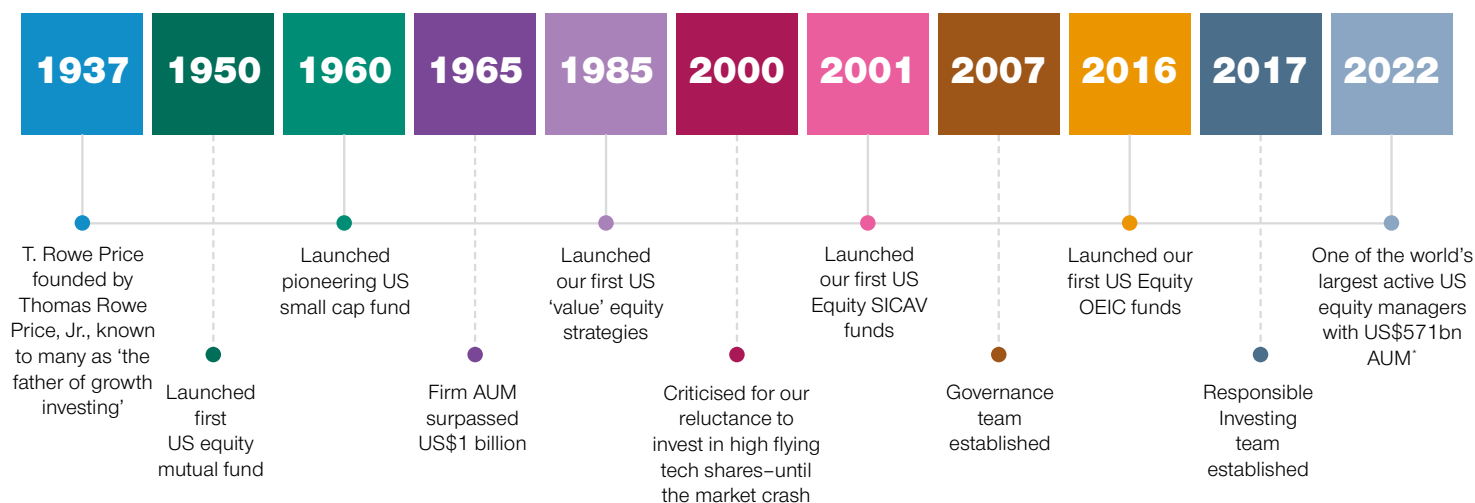 1937
1950
1960
1965
1985
2000
2001
2007
2016
2017
2022
T. Rowe Price
founded by
Thomas Rowe
Price, Jr., known
to many as ‘the
father of growth
investing’
Launched
first
US equity
mutual fund
Launched
pioneering US
small cap fund
Firm AUM
surpassed
US$1 billion
Launched
our first US
‘value’ equity
strategies
Criticised for our
reluctance to
invest in high flying
tech shares–until
the market crash
Launched
our first US
Equity SICAV
funds
Governance
team
established
Launched our
first US Equity
OEIC funds
Responsible
Investing
team
established
One of the world’s
largest active US
equity managers
with US$571bn
AUM*